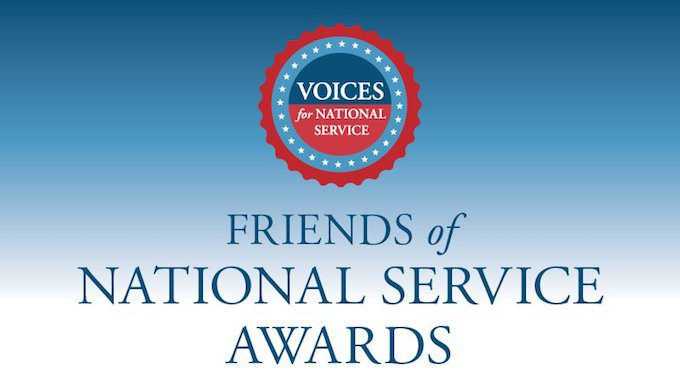 VOICES
for NATIONAL
SERVICE
FRIENDS of
NATIONAL SERVICE
AWARDS